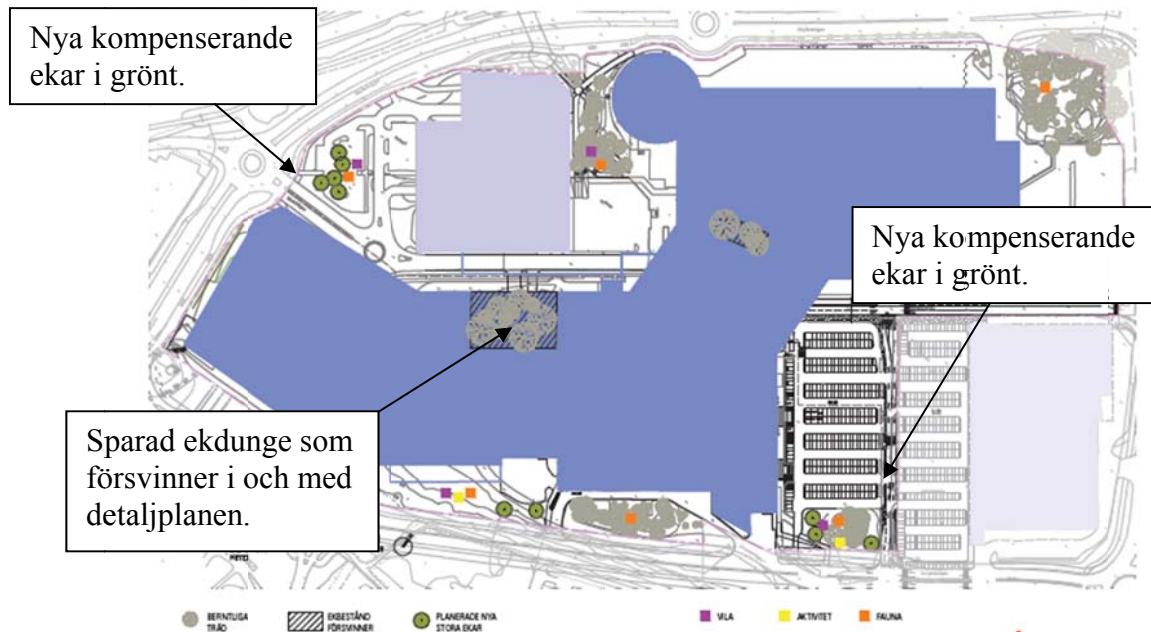 Nya kompenserande
ekar i grönt.
Nya kompenserande
ekar i grönt.
Sparad ekdunge som
försvinner i och med
detaljplanen.
BERNTLIGA
TRÄD
EKBESTÅND
FÖRSVINNER
PLANERADE NYA
STORA EKAR
VILA
AKTIVITET
FAUNA